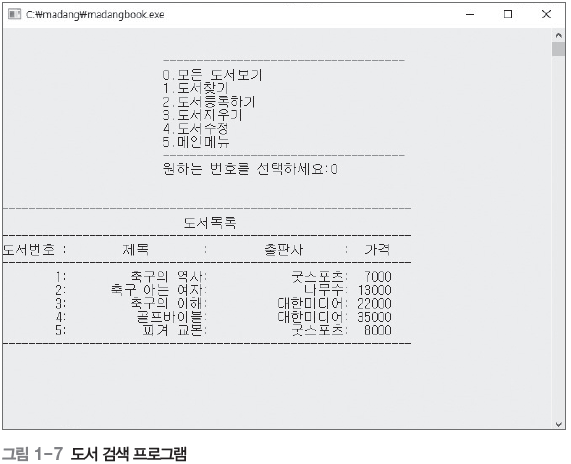 C:₩madang₩madangbook.exe
0.모든 도서보기
1.도서찾기
2.도서등록하기
3.도서지우기
4.도서수정
5.메인메뉴
원하는 번호를 선택하세요:0
도서목록
도서번호 : 제목 : 출판사 : 가격
1: 축구의 역사: 굿스포츠: 7000
2: 축구 아는 여자: 나무수: 13000
3: 축구의 이해: 대한미디어: 22000
4: 골프바이블: 대한미디어: 35000
5: 피겨 교본: 굿스포츠: 8000
그림 1-7 도서 검색 프로그램